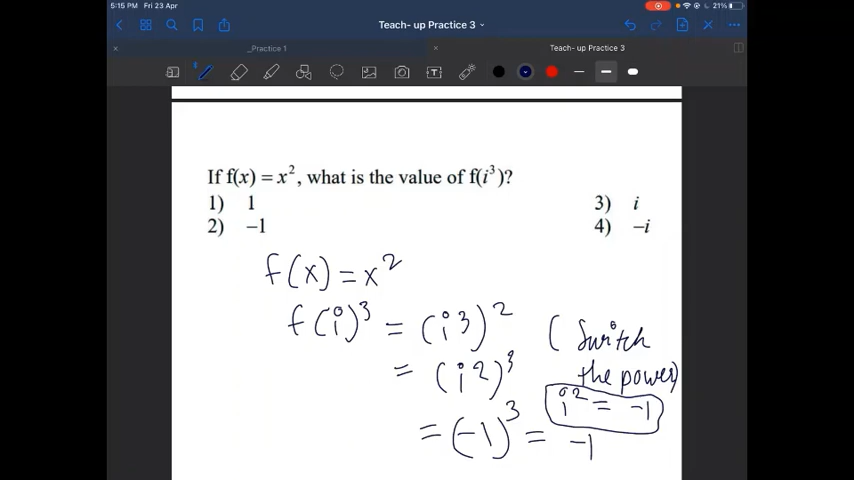 5:15 PM Fri 23 Apr
21%
Teach- up Practice 3
_Practice 1
Teach- up Practice 3
If f(x) = x², what is the value of f(i³)?
1) 1
3) i
2) −1
4) −i
f(x) = x²
f(i)³ = (i3)² (Switch
the power)
= (i2)³
i² = -1
= (-1)³ = -1